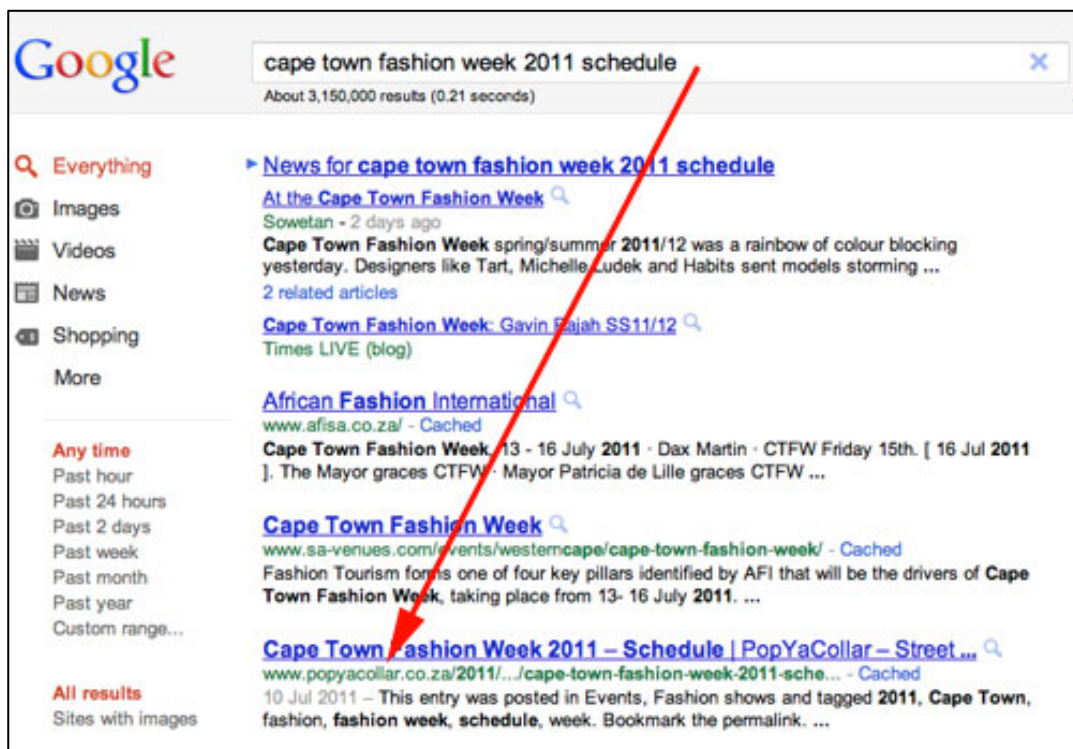 Google
cape town fashion week 2011 schedule
About 3,150,000 results (0.21 seconds)
Everything
Images
Videos
News
Shopping
More
Any time
Past hour
Past 24 hours
Past 2 days
Past week
Past month
Past year
Custom range...
All results
Sites with images
News for cape town fashion week 2011 schedule
At the Cape Town Fashion Week
Sowetan - 2 days ago
Cape Town Fashion Week spring/summer 2011/12 was a rainbow of colour blocking
yesterday. Designers like Tart, Michelle Ludek and Habits sent models storming ...
2 related articles
Cape Town Fashion Week: Gavin Rajah SS11/12
Times LIVE (blog)
African Fashion International
www.afisa.co.za/ - Cached
Cape Town Fashion Week, 13 - 16 July 2011 · Dax Martin · CTFW Friday 15th. [ 16 Jul 2011
]. The Mayor graces CTFW · Mayor Patricia de Lille graces CTFW ...
Cape Town Fashion Week
www.sa-venues.com/events/westerncape/cape-town-fashion-week/ - Cached
Fashion Tourism forms one of four key pillars identified by AFI that will be the drivers of Cape
Town Fashion Week, taking place from 13- 16 July 2011. ...
Cape Town Fashion Week 2011 – Schedule | PopYaCollar – Street ...
www.popyacollar.co.za/2011/.../cape-town-fashion-week-2011-sche... - Cached
10 Jul 2011 – This entry was posted in Events, Fashion shows and tagged 2011, Cape Town,
fashion, fashion week, schedule, week. Bookmark the permalink. ...